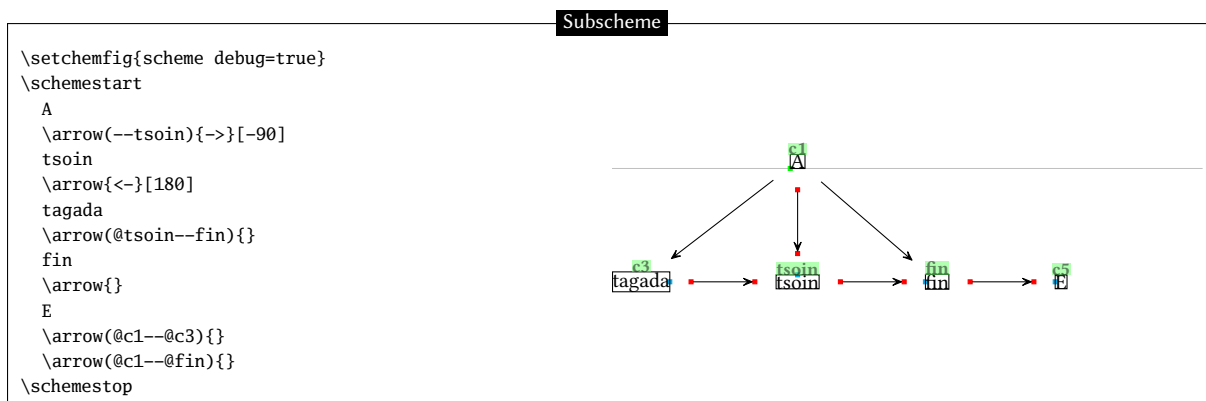 Subscheme
\setchemfig{scheme debug=true}
\schemestart
A
\arrow(--tsoin){->}[-90]
tsoin
\arrow{<-}[180]
tagada
\arrow(@tsoin--fin){}
fin
\arrow{}
E
\arrow(@c1--@c3){}
\arrow(@c1--@fin){}
\schemestop
c1
A
c3 tsoin fin c5
tagada tsoin fin E